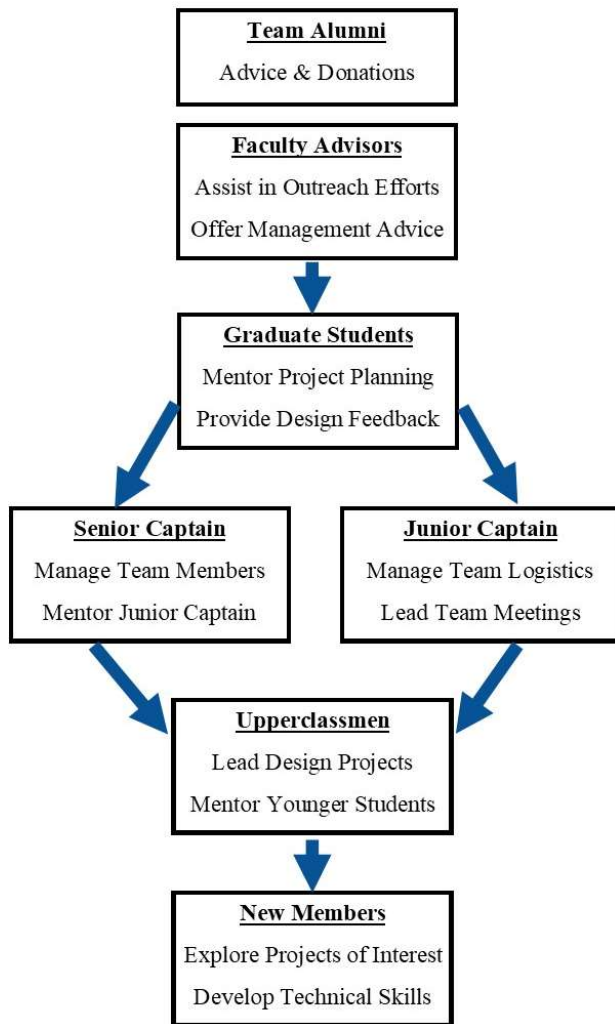 Team Alumni
Advice & Donations
Faculty Advisors
Assist in Outreach Efforts
Offer Management Advice
Graduate Students
Mentor Project Planning
Provide Design Feedback
Senior Captain
Manage Team Members
Mentor Junior Captain
Junior Captain
Manage Team Logistics
Lead Team Meetings
Upperclassmen
Lead Design Projects
Mentor Younger Students
New Members
Explore Projects of Interest
Develop Technical Skills